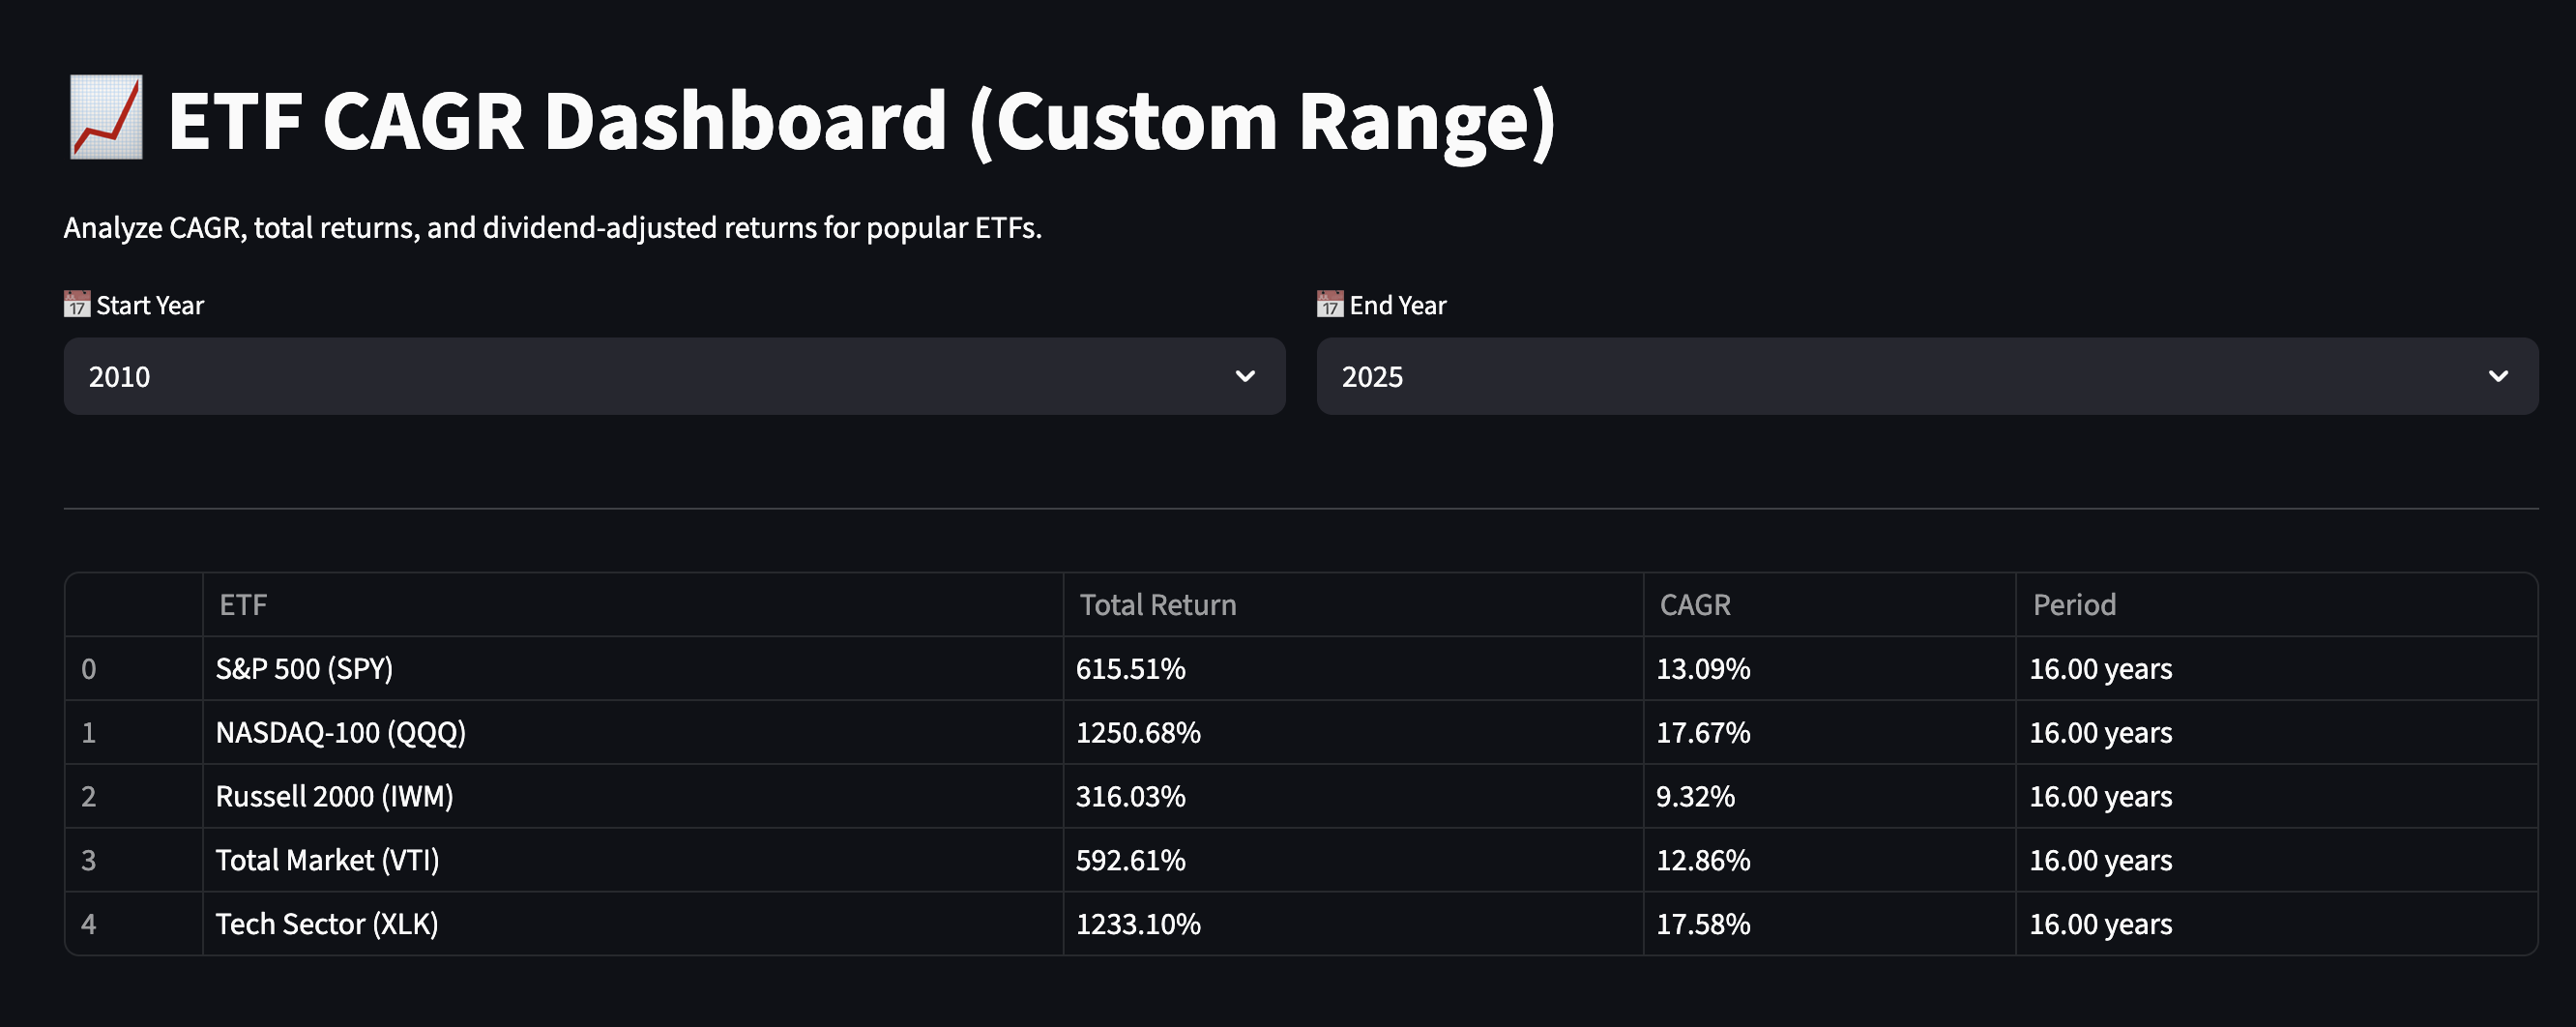 📈 ETF CAGR Dashboard (Custom Range)
Analyze CAGR, total returns, and dividend-adjusted returns for popular ETFs.
📅 Start Year
📅 End Year
2010
2025
ETF Total Return CAGR Period
0 S&P 500 (SPY) 615.51% 13.09% 16.00 years
1 NASDAQ-100 (QQQ) 1250.68% 17.67% 16.00 years
2 Russell 2000 (IWM) 316.03% 9.32% 16.00 years
3 Total Market (VTI) 592.61% 12.86% 16.00 years
4 Tech Sector (XLK) 1233.10% 17.58% 16.00 years